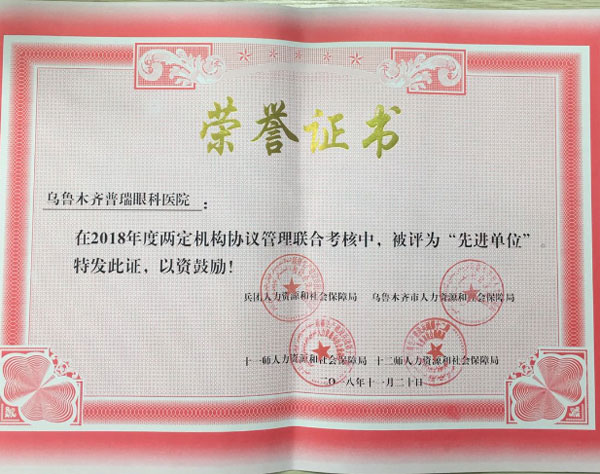 荣誉证书
乌鲁木齐普瑞眼科医院：
在2018年度两定机构协议管理联合考核中，被评为“先进单位”
特发此证，以资鼓励！
兵团人力资源和社会保障局 乌鲁木齐市人力资源和社会保障局
十一师人力资源和社会保障局 十二师人力资源和社会保障局
二〇一八年十一月二十日